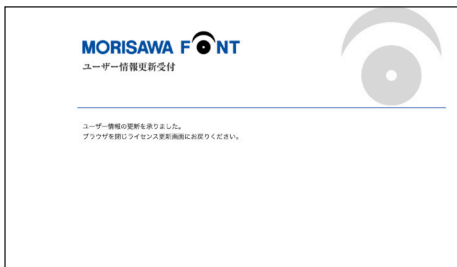 MORISAWA FONT
ユーザー情報更新受付
ユーザー情報の更新を承りました。
ブラウザを閉じライセンス更新画面にお戻りください。